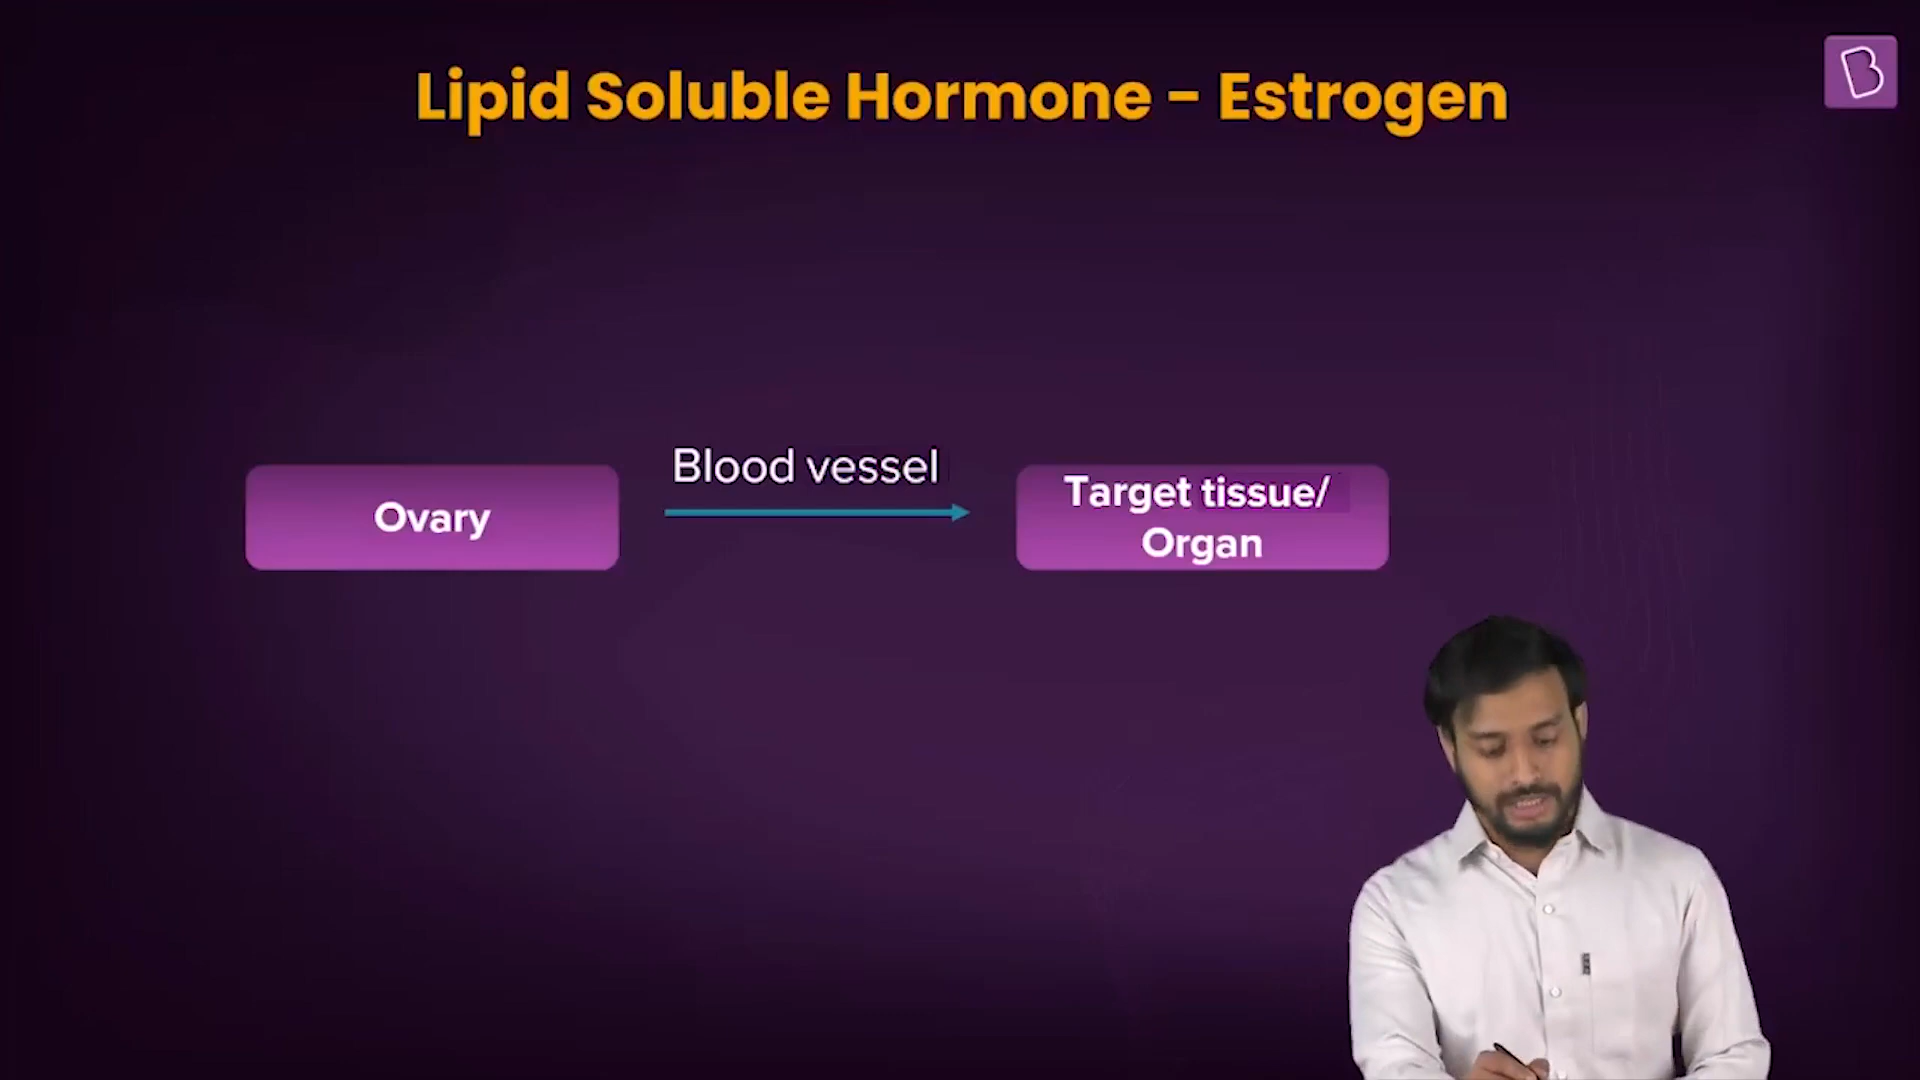 Lipid Soluble Hormone - Estrogen
Ovary
Blood vessel
Target tissue/
Organ